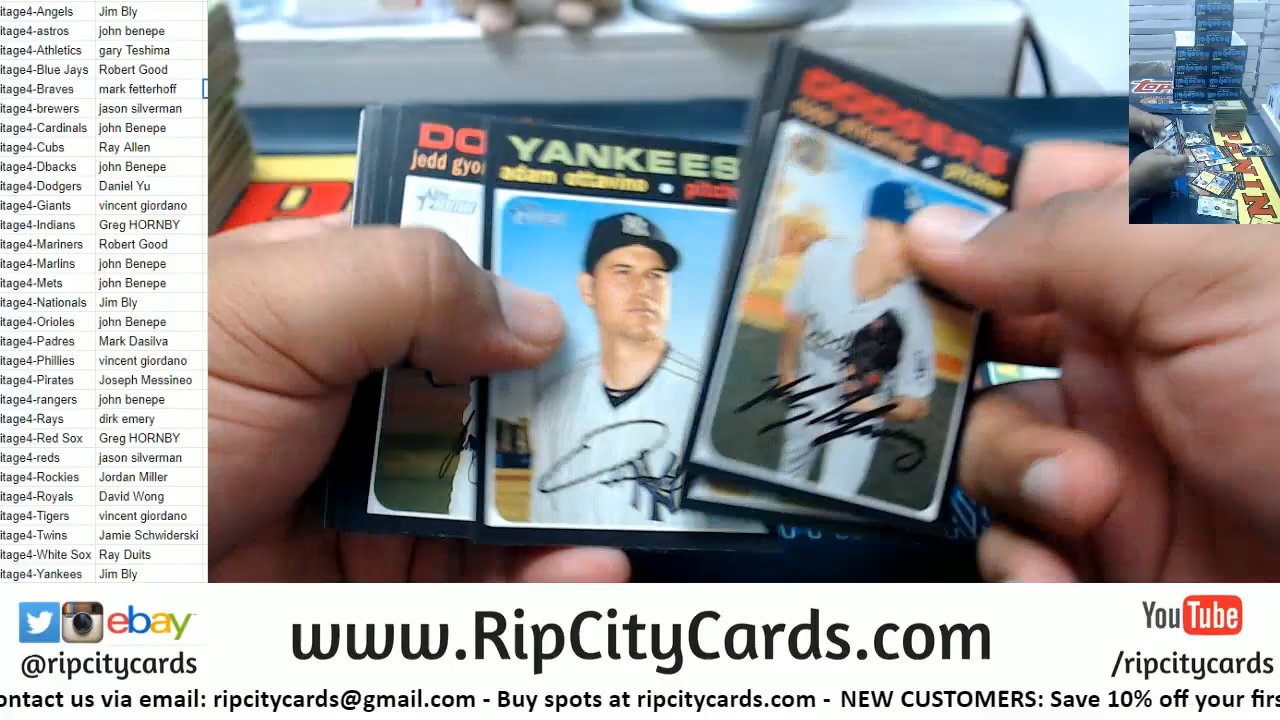 itage4-Angels Jim Bly
itage4-astros john benepe
itage4-Athletics gary Teshima
itage4-Blue Jays Robert Good
itage4-Braves mark fetterhoff
itage4-brewers jason silverman
itage4-Cardinals john Benepe
itage4-Cubs Ray Allen
itage4-Dbacks john Benepe
itage4-Dodgers Daniel Yu
itage4-Giants vincent giordano
itage4-Indians Greg HORNBY
itage4-Mariners Robert Good
itage4-Marlins john Benepe
itage4-Mets john Benepe
itage4-Nationals Jim Bly
itage4-Orioles john Benepe
itage4-Padres Mark Dasilva
itage4-Phillies vincent giordano
itage4-Pirates Joseph Messineo
itage4-rangers john benepe
itage4-Rays dirk emery
itage4-Red Sox Greg HORNBY
itage4-reds jason silverman
itage4-Rockies Jordan Miller
itage4-Royals David Wong
itage4-Tigers vincent giordano
itage4-Twins Jamie Schwiderski
itage4-White Sox Ray Duits
itage4-Yankees Jim Bly
DO
jedd gyo
YANKEES
adam ottavino • pitche
DODGERS
pitcher
ebay
@ripcitycards
www.RipCityCards.com
YouTube
/ripcitycards
ontact us via email: ripcitycards@gmail.com - Buy spots at ripcitycards.com - NEW CUSTOMERS: Save 10% off your firs